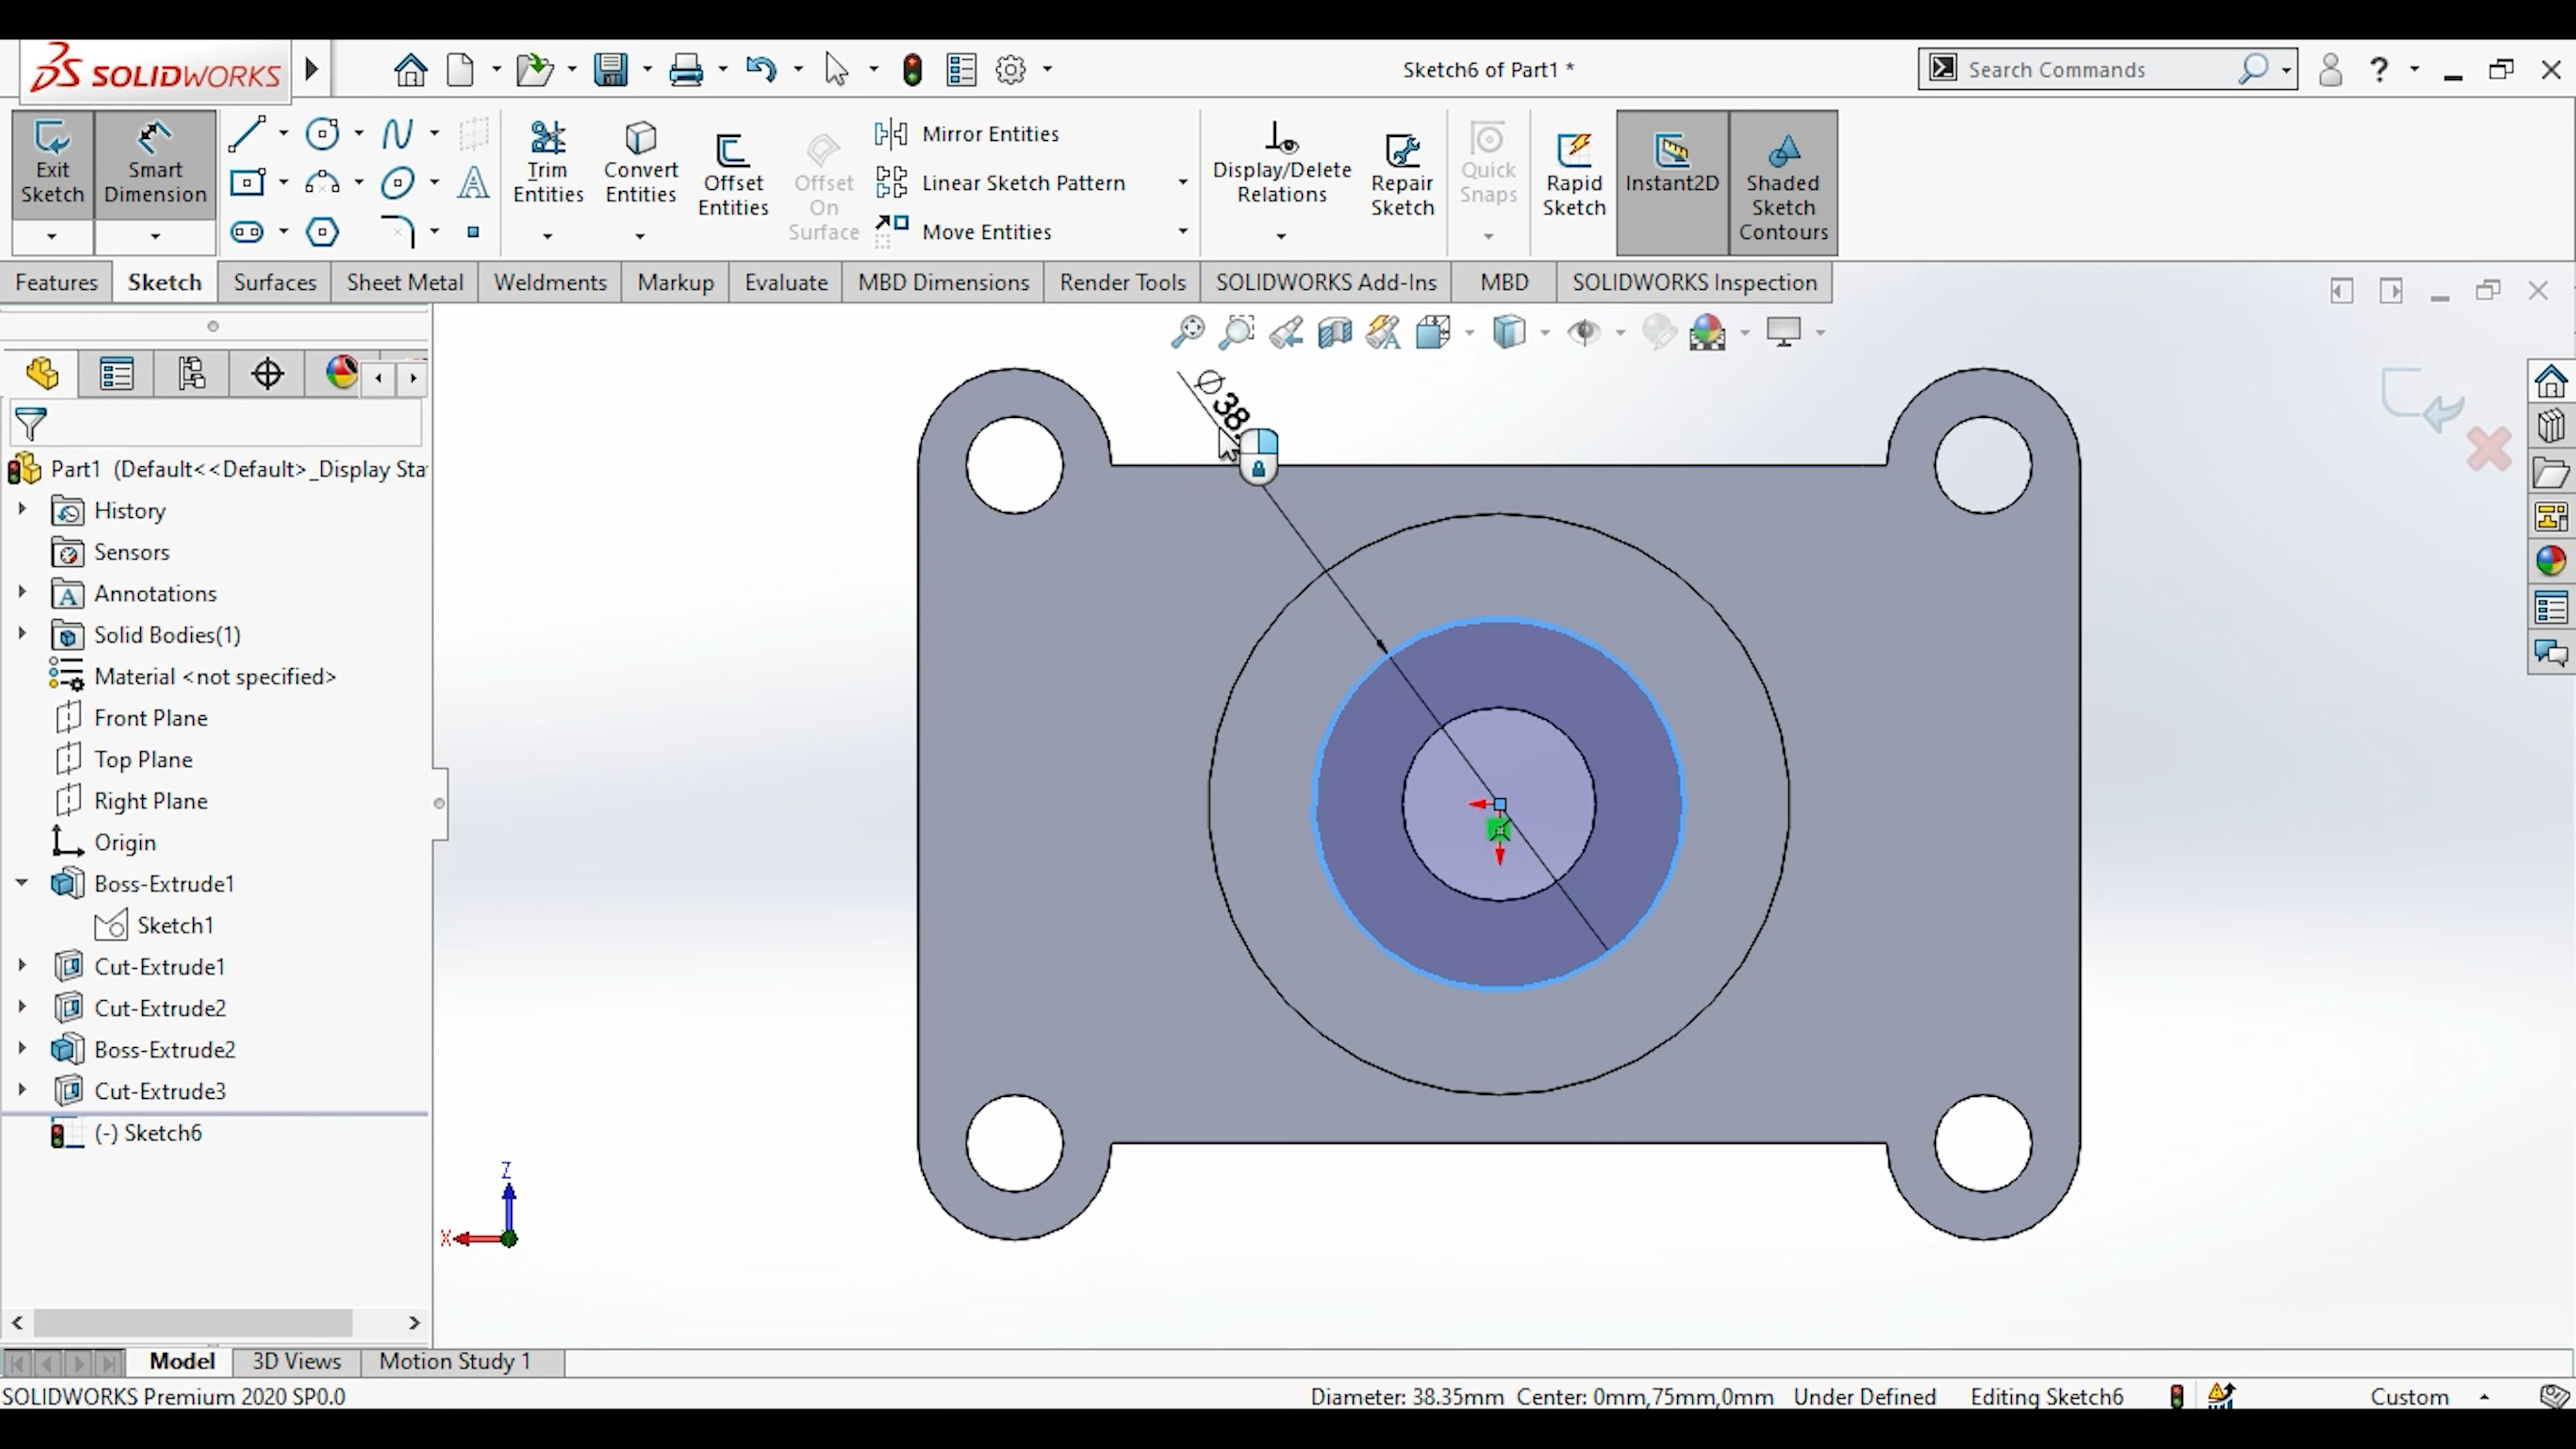 SOLIDWORKS
Sketch6 of Part1 *
Search Commands
?
Exit Sketch
Smart Dimension
Trim Entities
Convert Entities
Offset Entities
Offset On Surface
Mirror Entities
Linear Sketch Pattern
Move Entities
Display/Delete Relations
Repair Sketch
Quick Snaps
Rapid Sketch
Instant2D
Shaded Sketch Contours
Features
Sketch
Surfaces
Sheet Metal
Weldments
Markup
Evaluate
MBD Dimensions
Render Tools
SOLIDWORKS Add-Ins
MBD
SOLIDWORKS Inspection
Part1 (Default<<Default>_Display Sta
History
Sensors
Annotations
Solid Bodies(1)
Material <not specified>
Front Plane
Top Plane
Right Plane
Origin
Boss-Extrude1
Sketch1
Cut-Extrude1
Cut-Extrude2
Boss-Extrude2
Cut-Extrude3
(-) Sketch6
∅38.
Z
X
Model
3D Views
Motion Study 1
SOLIDWORKS Premium 2020 SP0.0
Diameter: 38.35mm Center: 0mm,75mm,0mm
Under Defined
Editing Sketch6
Custom